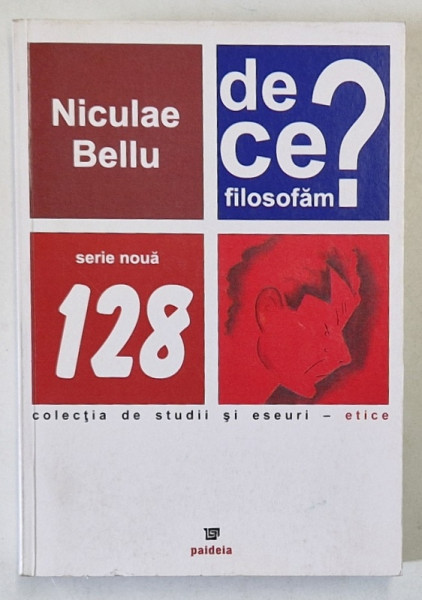 Niculae
Bellu
de
ce?
filosofăm
serie nouă
128
colecţia de studii şi eseuri – etice
paideia